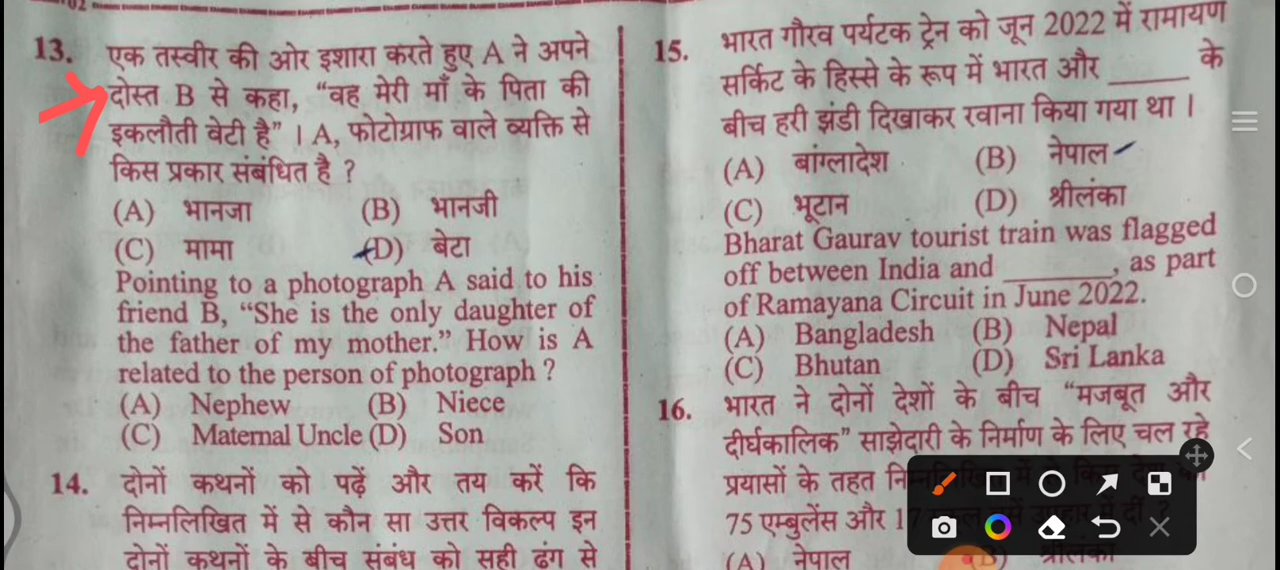 13. एक तस्वीर की ओर इशारा करते हुए A ने अपने
दोस्त B से कहा, “वह मेरी माँ के पिता की
इकलौती बेटी है” । A, फोटोग्राफ वाले व्यक्ति से
किस प्रकार संबंधित है ?
(A) भानजा (B) भानजी
(C) मामा (D) बेटा
Pointing to a photograph A said to his
friend B, “She is the only daughter of
the father of my mother.” How is A
related to the person of photograph ?
(A) Nephew (B) Niece
(C) Maternal Uncle (D) Son
14. दोनों कथनों को पढ़ें और तय करें कि
निम्नलिखित में से कौन सा उत्तर विकल्प इन
दोनों कथनों के बीच संबंध को सही ढंग से
15. भारत गौरव पर्यटक ट्रेन को जून 2022 में रामायण
सर्किट के हिस्से के रूप में भारत और ______ के
बीच हरी झंडी दिखाकर रवाना किया गया था ।
(A) बांग्लादेश (B) नेपाल
(C) भूटान (D) श्रीलंका
Bharat Gaurav tourist train was flagged
off between India and ______, as part
of Ramayana Circuit in June 2022.
(A) Bangladesh (B) Nepal
(C) Bhutan (D) Sri Lanka
16. भारत ने दोनों देशों के बीच “मजबूत और
दीर्घकालिक” साझेदारी के निर्माण के लिए चल रहे
प्रयासों के तहत
75 एम्बुलेंस और
(A) नेपाल (B) श्रीलंका